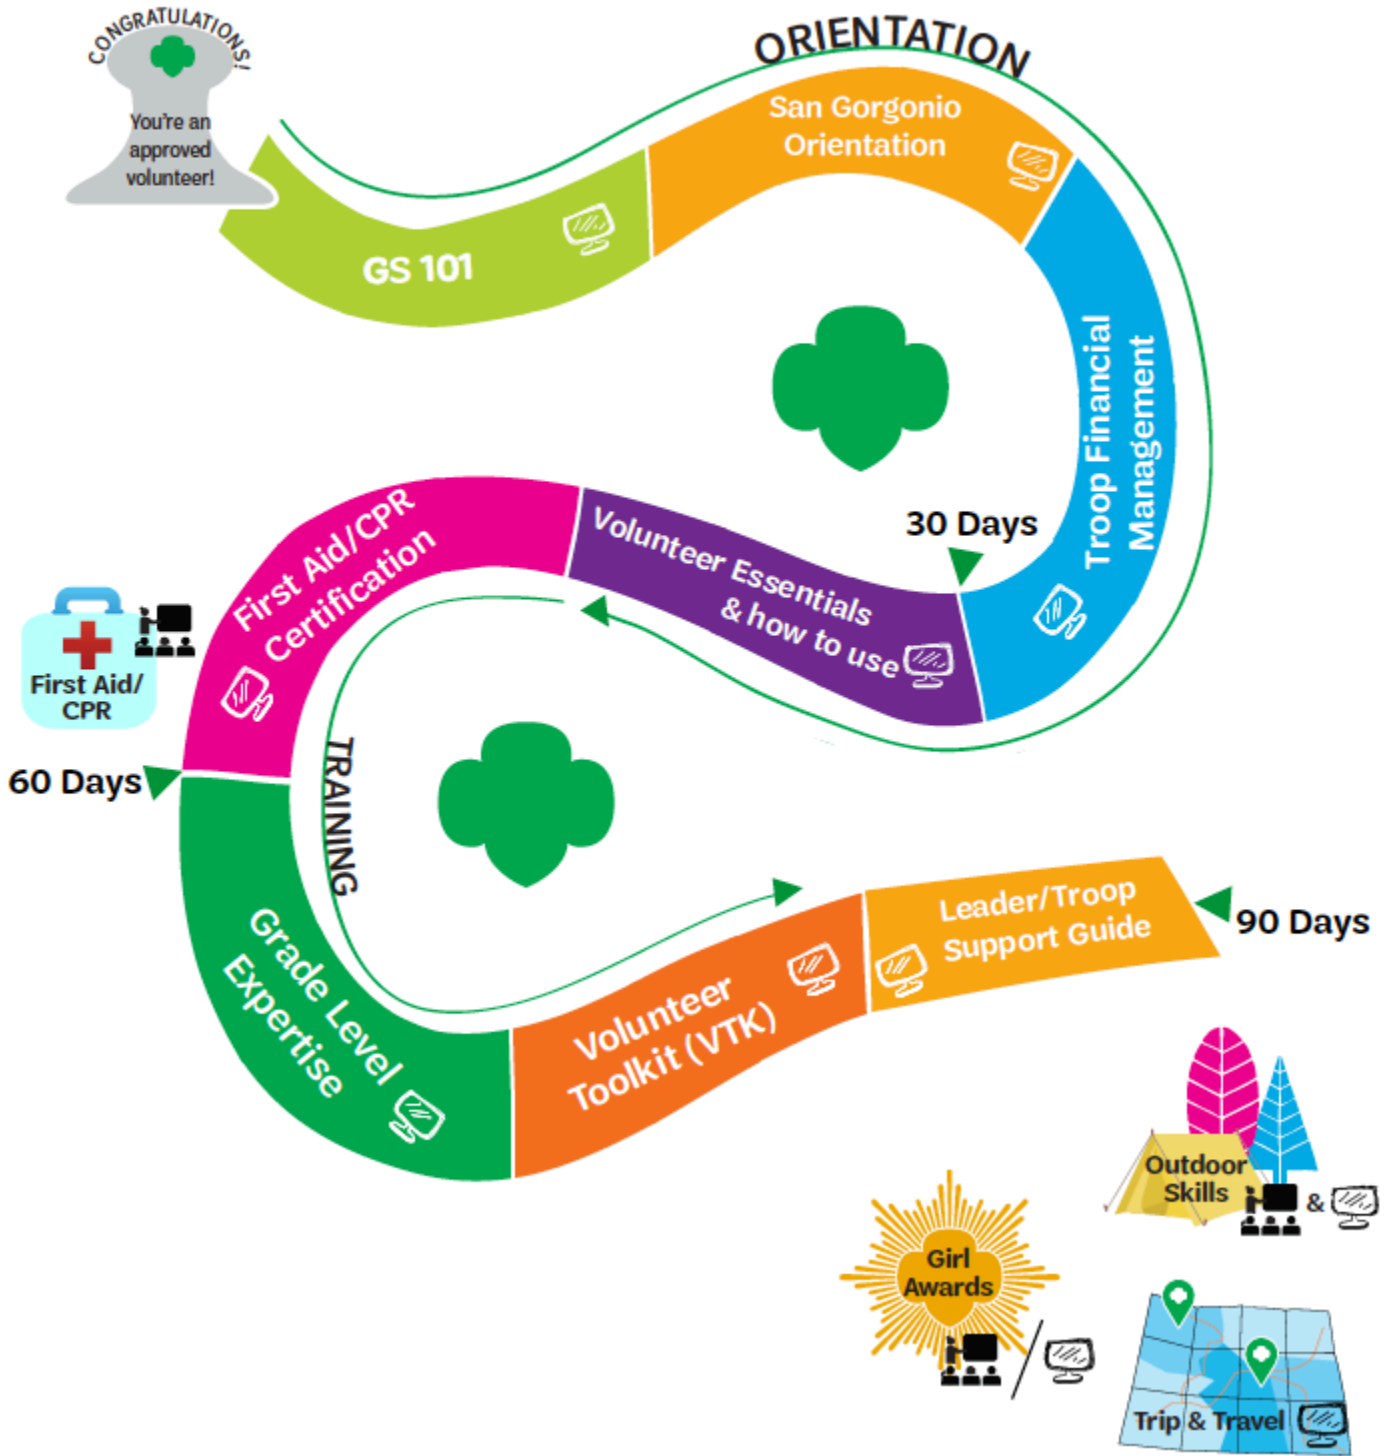 CONGRATULATIONS!
You're an
approved
volunteer!
ORIENTATION
GS 101
San Gorgonio
Orientation
Troop Financial
Management
30 Days
Volunteer Essentials
& how to use
First Aid/CPR
Certification
First Aid/
CPR
60 Days
TRAINING
Grade Level
Expertise
Volunteer
Toolkit (VTK)
Leader/Troop
Support Guide
90 Days
Outdoor
Skills
&
Girl
Awards
/
Trip & Travel